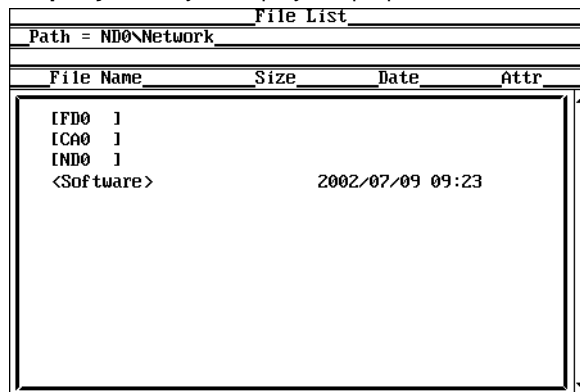 File List
Path = ND0\Network
File Name Size Date Attr
[FD0 ]
[CA0 ]
[ND0 ]
<Software> 2002/07/09 09:23